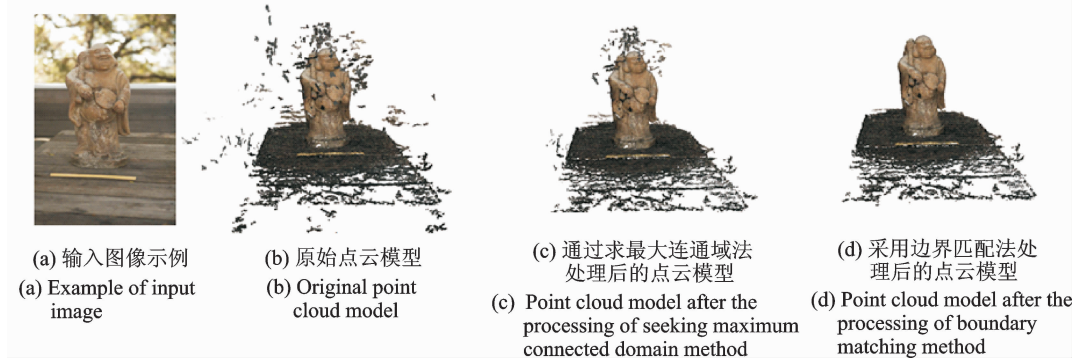 (a) 输入图像示例
(a) Example of input
image
(b) 原始点云模型
(b) Original point
cloud model
(c) 通过求最大连通域法
处理后的点云模型
(c) Point cloud model after the
processing of seeking maximum
connected domain method
(d) 采用边界匹配法处
理后的点云模型
(d) Point cloud model after the
processing of boundary
matching method